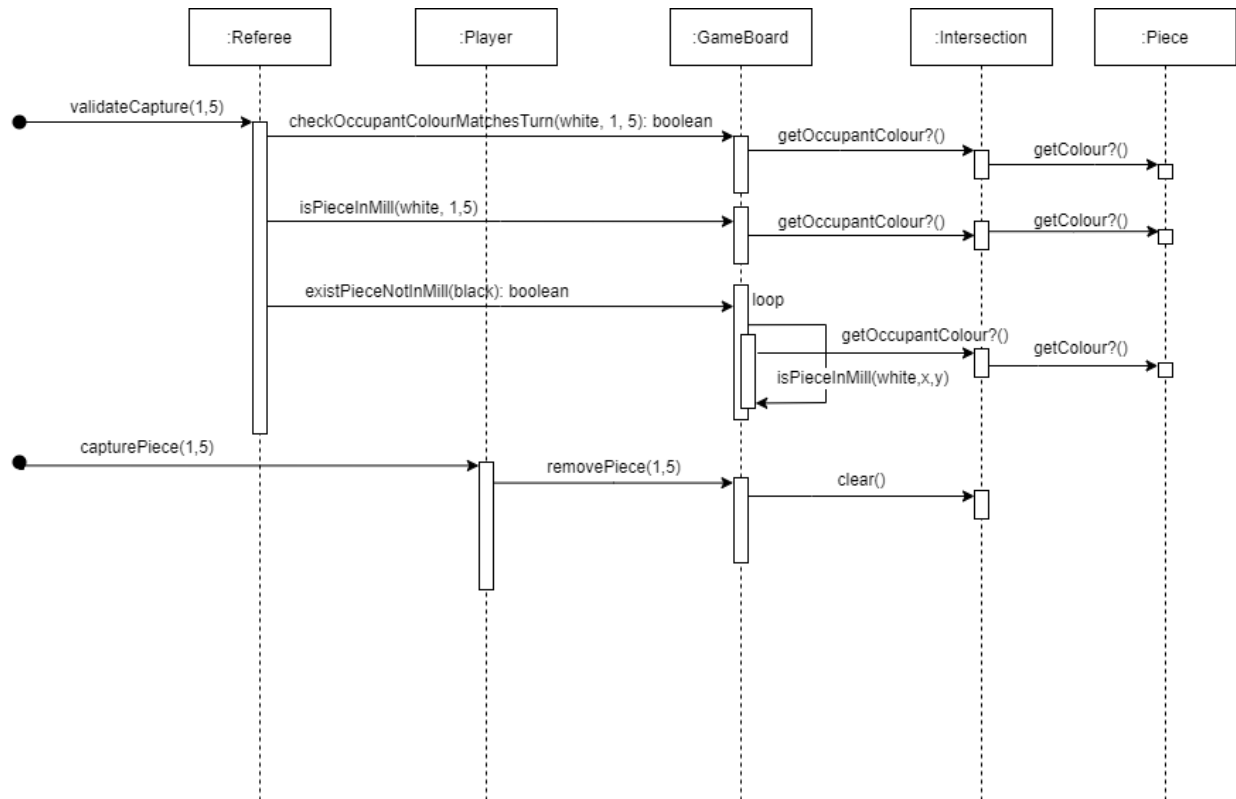 :Referee
:Player
:GameBoard
:Intersection
:Piece
validateCapture(1,5)
checkOccupantColourMatchesTurn(white, 1, 5): boolean
getOccupantColour?()
getColour?()
isPieceInMill(white, 1,5)
getOccupantColour?()
getColour?()
existPieceNotInMill(black): boolean
loop
getOccupantColour?()
getColour?()
isPieceInMill(white,x,y)
capturePiece(1,5)
removePiece(1,5)
clear()